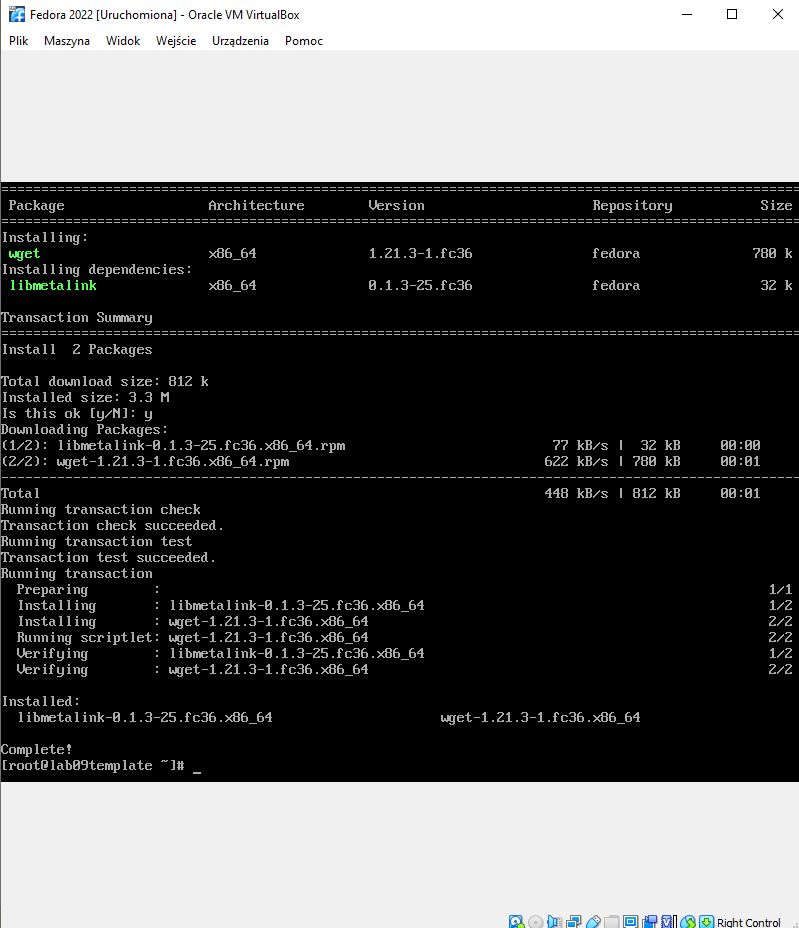 Fedora 2022 [Uruchomiona] - Oracle VM VirtualBox
Plik Maszyna Widok Wejście Urządzenia Pomoc
================================================================================
Package Architecture Version Repository Size
================================================================================
Installing:
wget x86_64 1.21.3-1.fc36 fedora 780 k
Installing dependencies:
libmetalink x86_64 0.1.3-25.fc36 fedora 32 k
Transaction Summary
================================================================================
Install 2 Packages
Total download size: 812 k
Installed size: 3.3 M
Is this ok [y/N]: y
Downloading Packages:
(1/2): libmetalink-0.1.3-25.fc36.x86_64.rpm 77 kB/s | 32 kB 00:00
(2/2): wget-1.21.3-1.fc36.x86_64.rpm 622 kB/s | 780 kB 00:01
--------------------------------------------------------------------------------
Total 448 kB/s | 812 kB 00:01
Running transaction check
Transaction check succeeded.
Running transaction test
Transaction test succeeded.
Running transaction
Preparing : 1/1
Installing : libmetalink-0.1.3-25.fc36.x86_64 1/2
Installing : wget-1.21.3-1.fc36.x86_64 2/2
Running scriptlet: wget-1.21.3-1.fc36.x86_64 2/2
Verifying : libmetalink-0.1.3-25.fc36.x86_64 1/2
Verifying : wget-1.21.3-1.fc36.x86_64 2/2
Installed:
libmetalink-0.1.3-25.fc36.x86_64 wget-1.21.3-1.fc36.x86_64
Complete!
[root@lab09template ~]# _
Right Control